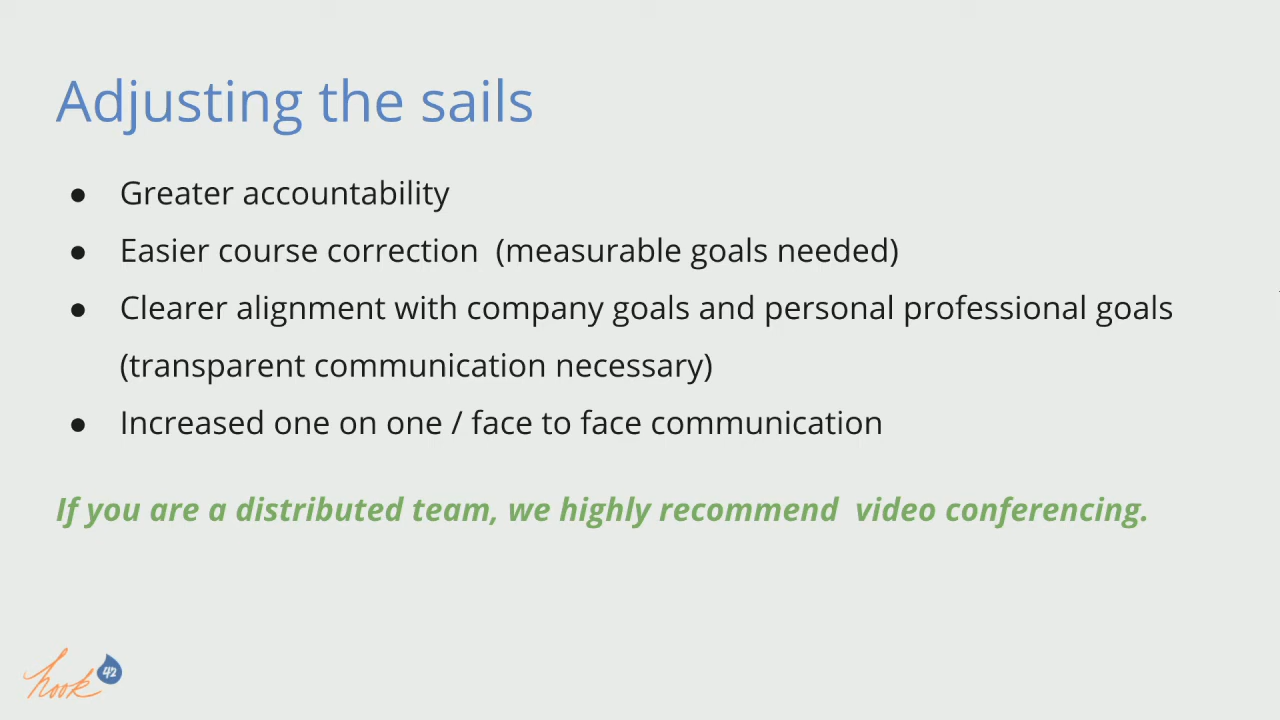 Adjusting the sails
● Greater accountability
● Easier course correction  (measurable goals needed)
● Clearer alignment with company goals and personal professional goals
(transparent communication necessary)
● Increased one on one / face to face communication
If you are a distributed team, we highly recommend  video conferencing.
hook 42